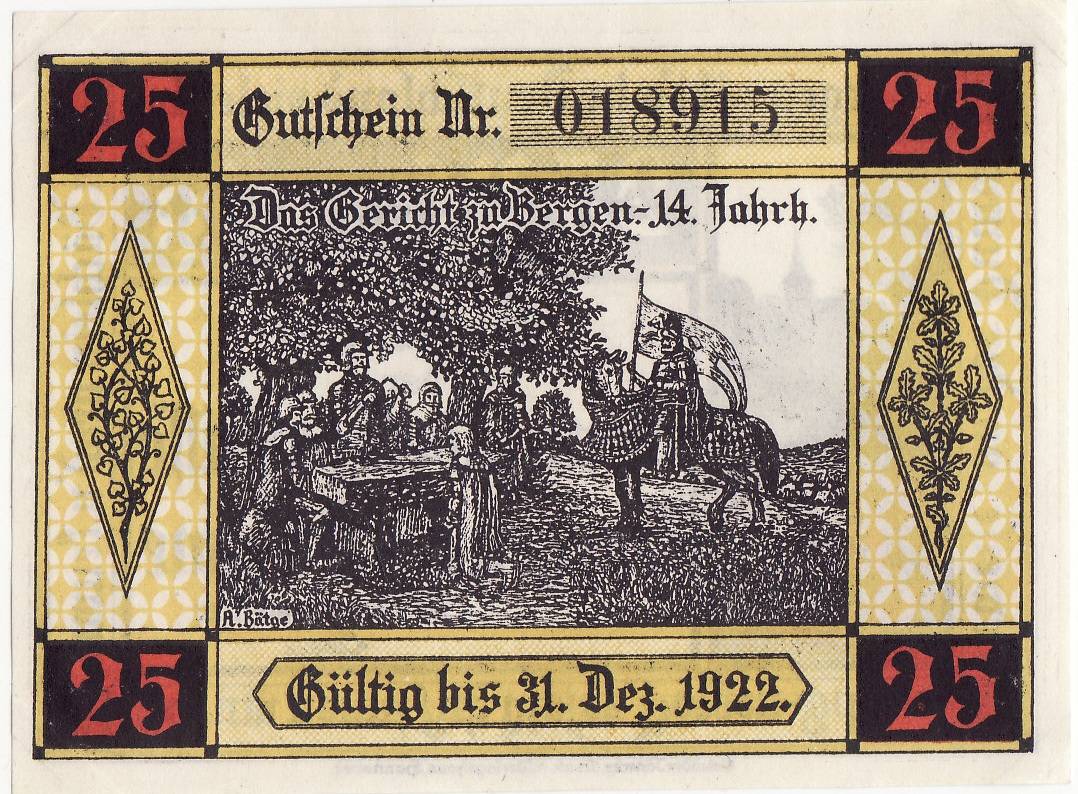 25
Gutschein Nr. 018915
25
Das Gericht zu Bergen-14. Jahrh.
A. Bätge
25
Gültig bis 31. Dez. 1922.
25